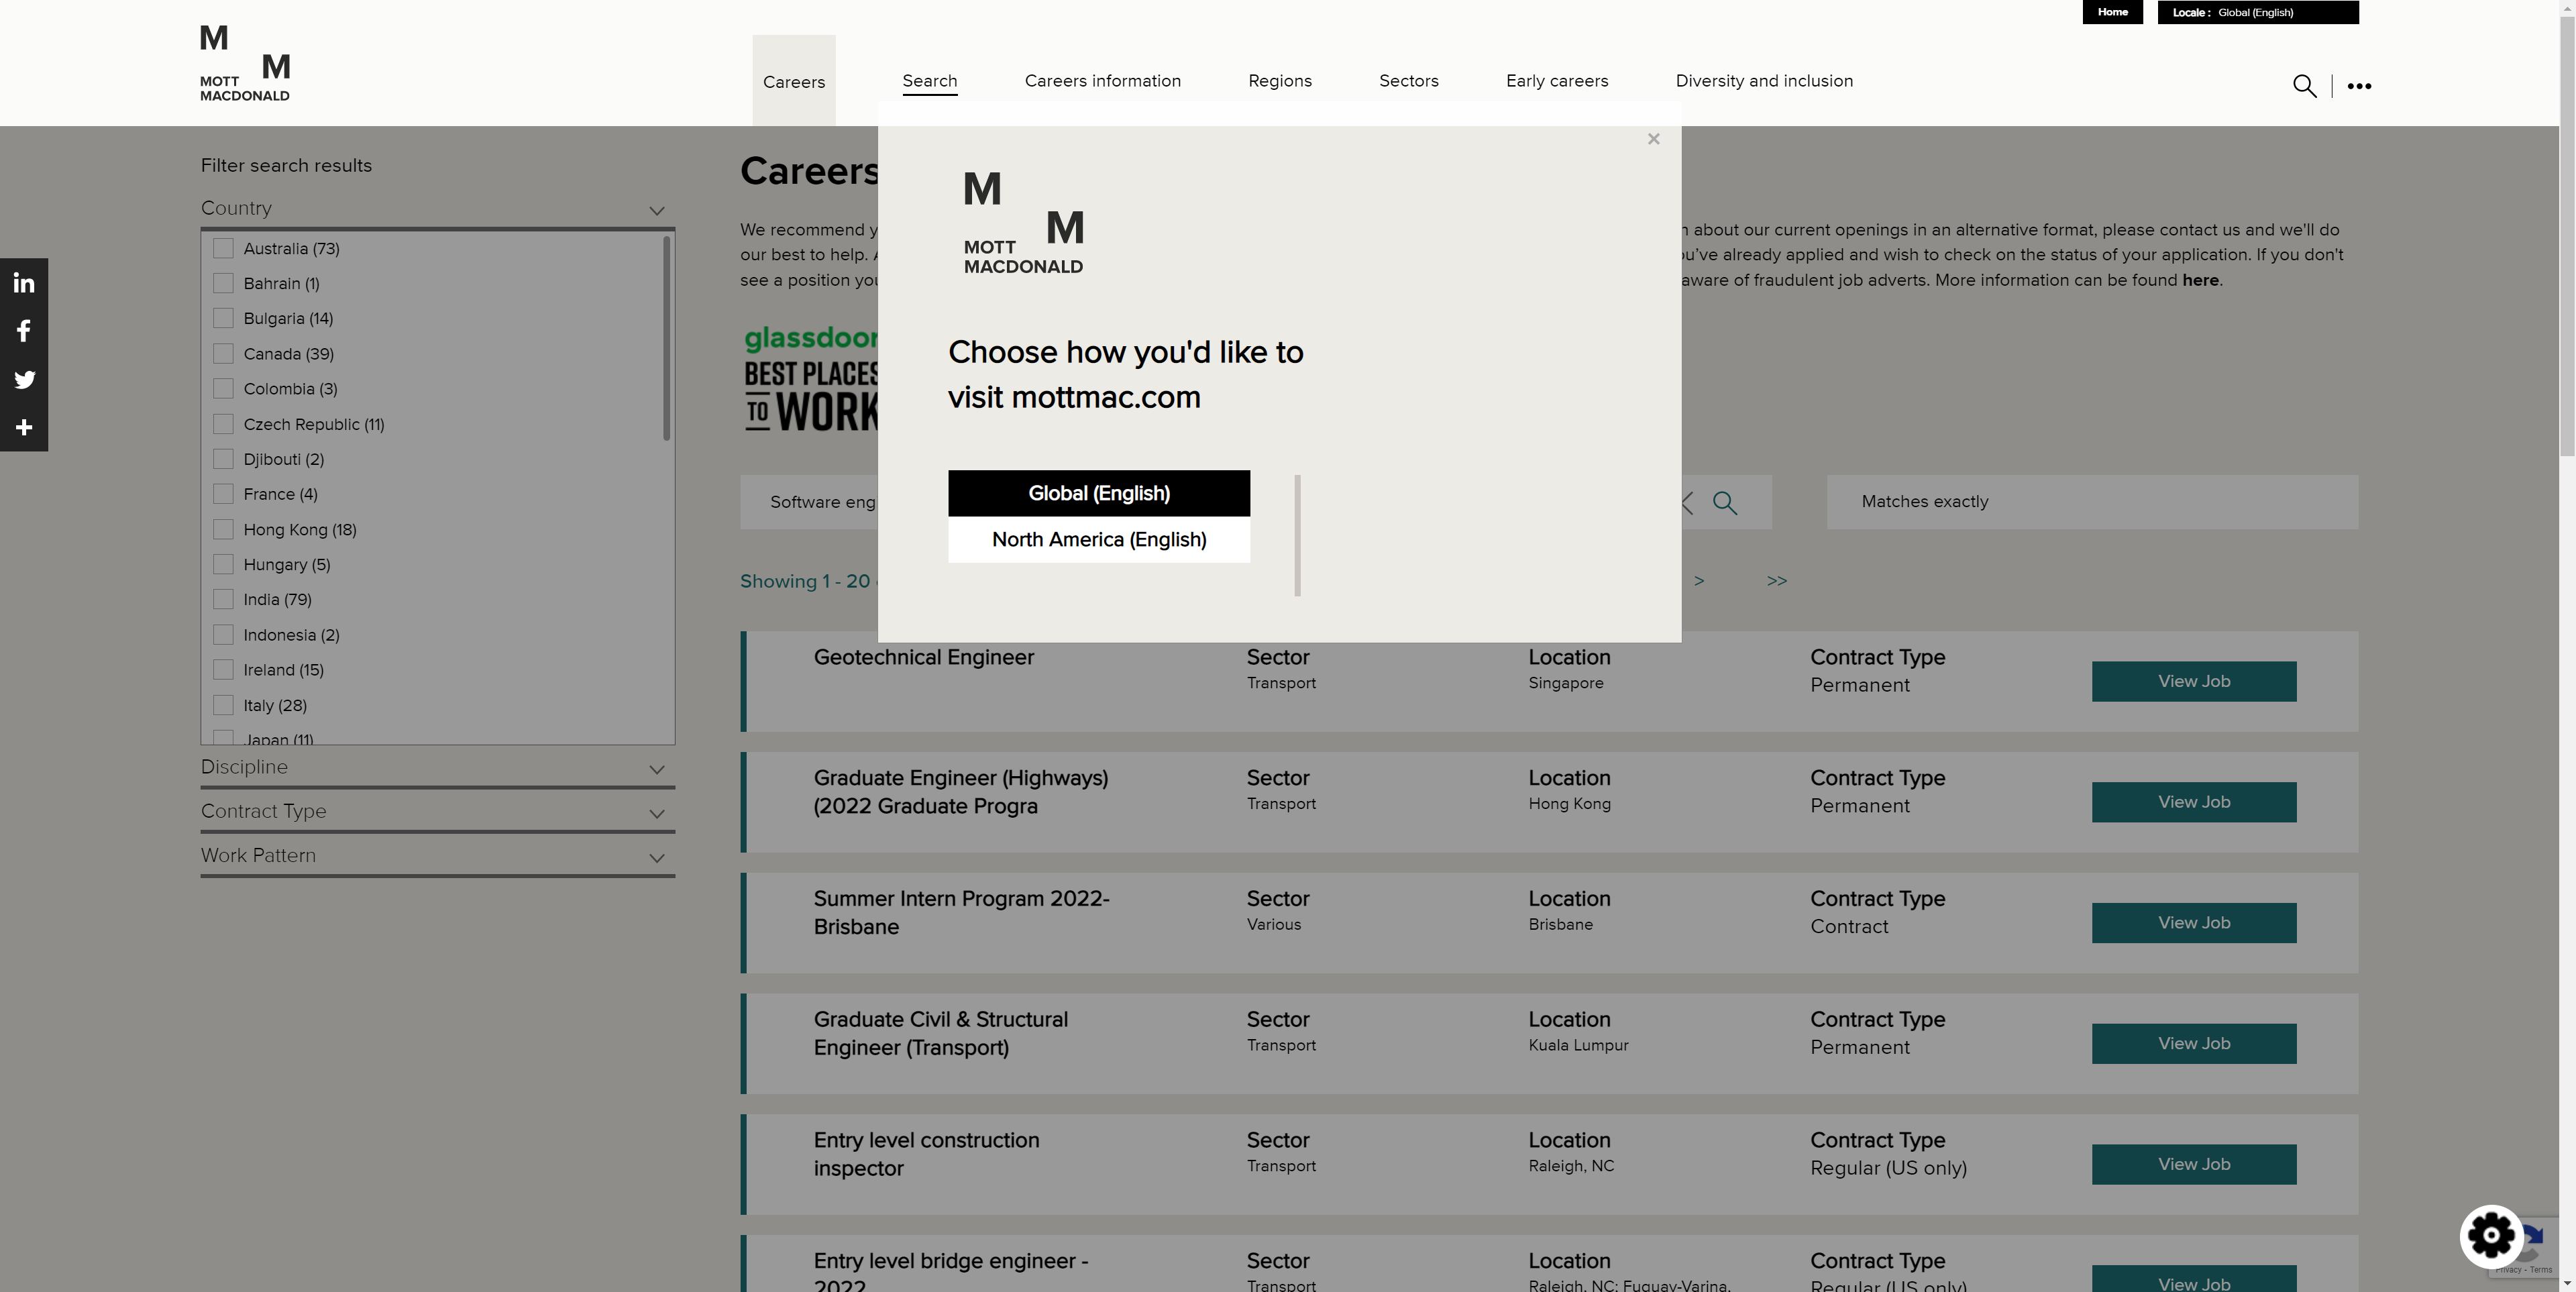 Home
Locale : Global (English)
M
M
MOTT
MACDONALD
Careers
Search
Careers information
Regions
Sectors
Early careers
Diversity and inclusion
Filter search results
Country
Australia (73)
Bahrain (1)
Bulgaria (14)
Canada (39)
Colombia (3)
Czech Republic (11)
Djibouti (2)
France (4)
Hong Kong (18)
Hungary (5)
India (79)
Indonesia (2)
Ireland (15)
Italy (28)
Japan (11)
Discipline
Contract Type
Work Pattern
Careers
We recommend
about our current openings in an alternative format, please contact us and we'll do
our best to help.
you've already applied and wish to check on the status of your application. If you don't
see a position you
aware of fraudulent job adverts. More information can be found here.
glassdoor
BEST PLACES
TO WORK
×
M
M
MOTT
MACDONALD
Choose how you'd like to
visit mottmac.com
Global (English)
North America (English)
Software eng
Matches exactly
Showing 1 - 20
> >>
Geotechnical Engineer
Sector
Transport
Location
Singapore
Contract Type
Permanent
View Job
Graduate Engineer (Highways)
(2022 Graduate Progra
Sector
Transport
Location
Hong Kong
Contract Type
Permanent
View Job
Summer Intern Program 2022-
Brisbane
Sector
Various
Location
Brisbane
Contract Type
Contract
View Job
Graduate Civil & Structural
Engineer (Transport)
Sector
Transport
Location
Kuala Lumpur
Contract Type
Permanent
View Job
Entry level construction
inspector
Sector
Transport
Location
Raleigh, NC
Contract Type
Regular (US only)
View Job
Entry level bridge engineer -
2022
Sector
Transport
Location
Raleigh, NC; Fuquay-Varina,
Contract Type
Regular (US only)
View Job
Privacy - Terms